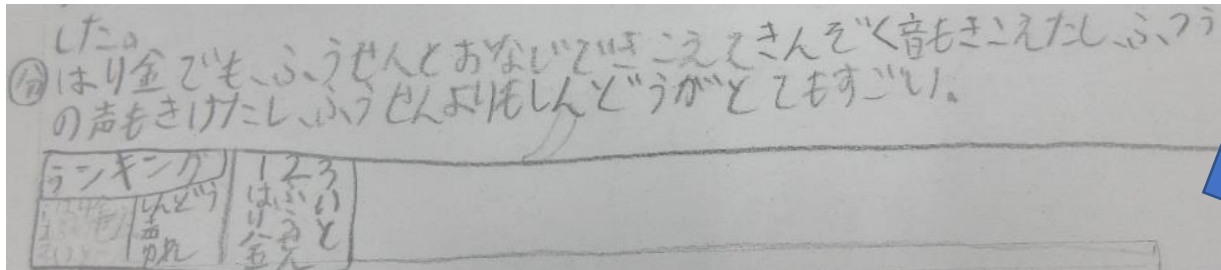 した。
分 はり金でも、ふうせんとおなじできこえてきんぞく音もきこえたし、ふつう
の声もきけたし、ふうせんよりもしんどうがとてもすごい。
ランキング
しんどう
声
ゆれ
1 2 3
はり金
ふうせん
いと